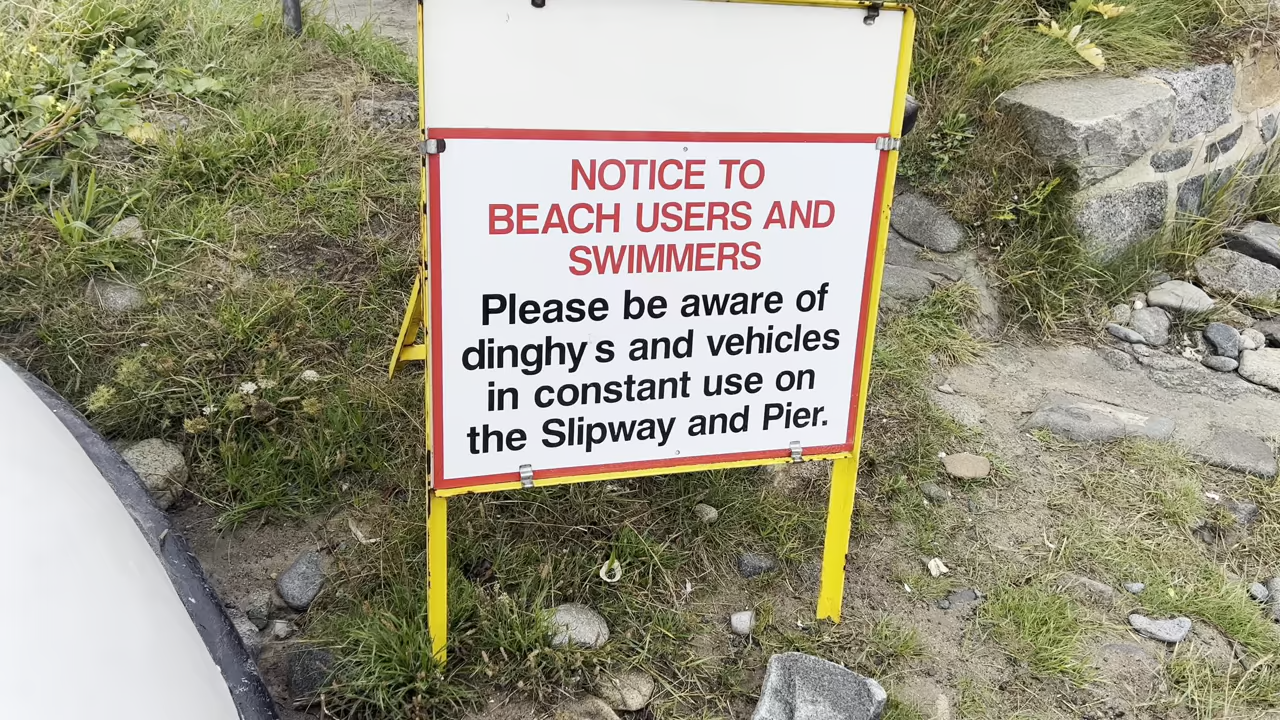 NOTICE TO
BEACH USERS AND
SWIMMERS
Please be aware of
dinghy s and vehicles
in constant use on
the Slipway and Pier.